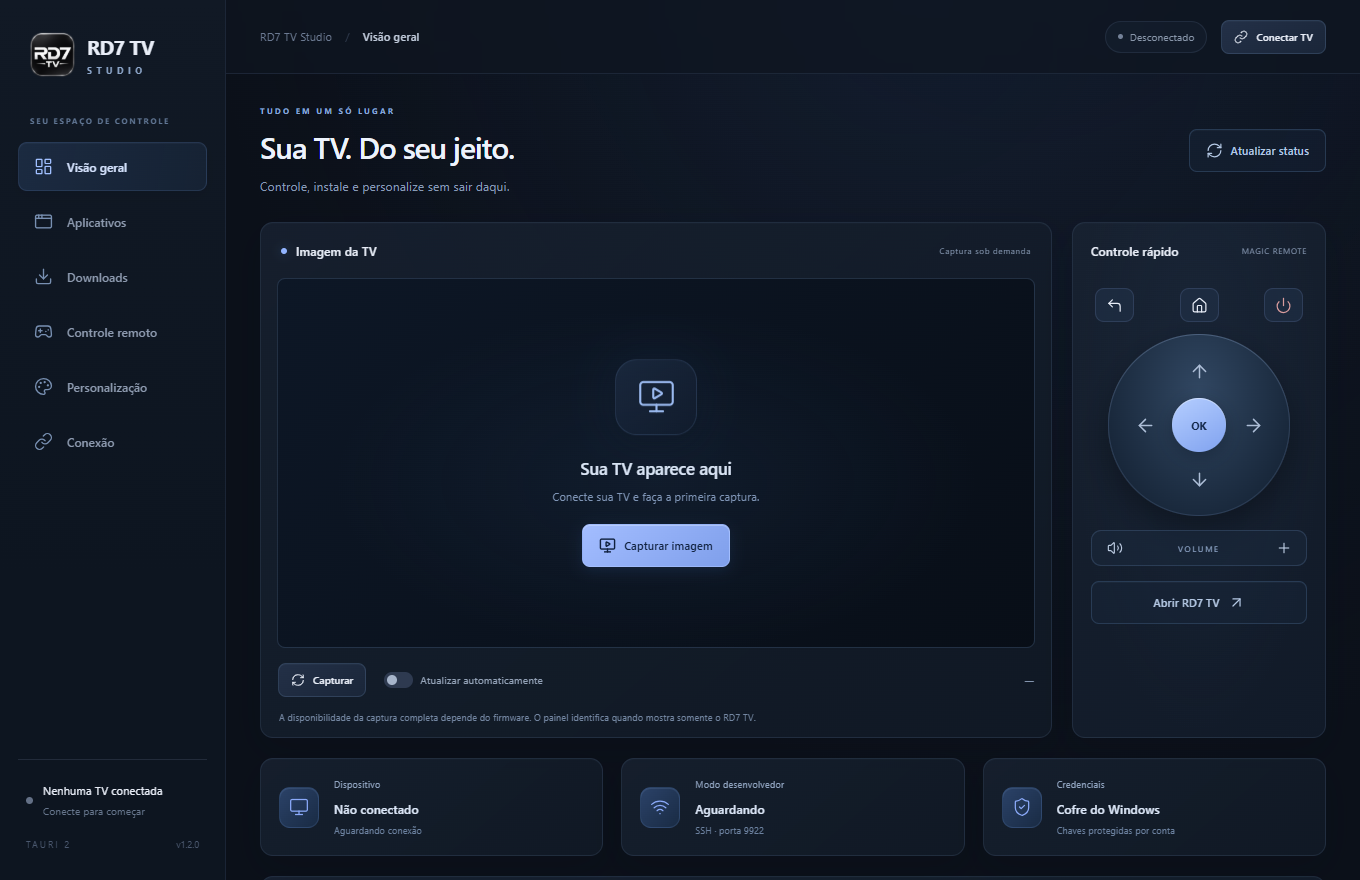 RD7
TV
RD7 TV
STUDIO
SEU ESPAÇO DE CONTROLE
Visão geral
Aplicativos
Downloads
Controle remoto
Personalização
Conexão
Nenhuma TV conectada
Conecte para começar
TAURI 2
v1.2.0
RD7 TV Studio / Visão geral
Desconectado
Conectar TV
TUDO EM UM SÓ LUGAR
Sua TV. Do seu jeito.
Controle, instale e personalize sem sair daqui.
Atualizar status
Imagem da TV
Captura sob demanda
Sua TV aparece aqui
Conecte sua TV e faça a primeira captura.
Capturar imagem
Capturar
Atualizar automaticamente
—
A disponibilidade da captura completa depende do firmware. O painel identifica quando mostra somente o RD7 TV.
Controle rápido
MAGIC REMOTE
OK
VOLUME
Abrir RD7 TV
Dispositivo
Não conectado
Aguardando conexão
Modo desenvolvedor
Aguardando
SSH · porta 9922
Credenciais
Cofre do Windows
Chaves protegidas por conta